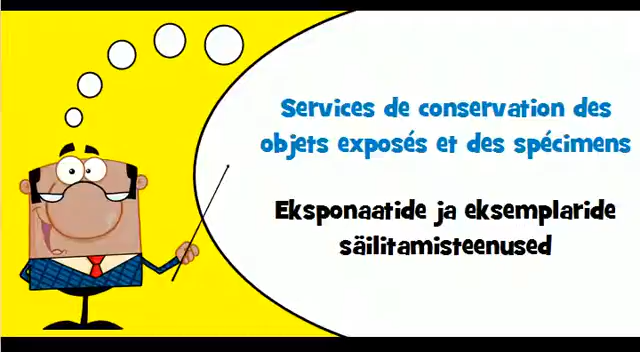 Services de conservation des
objets exposés et des spécimens
Eksponaatide ja eksemplaride
säilitamisteenused